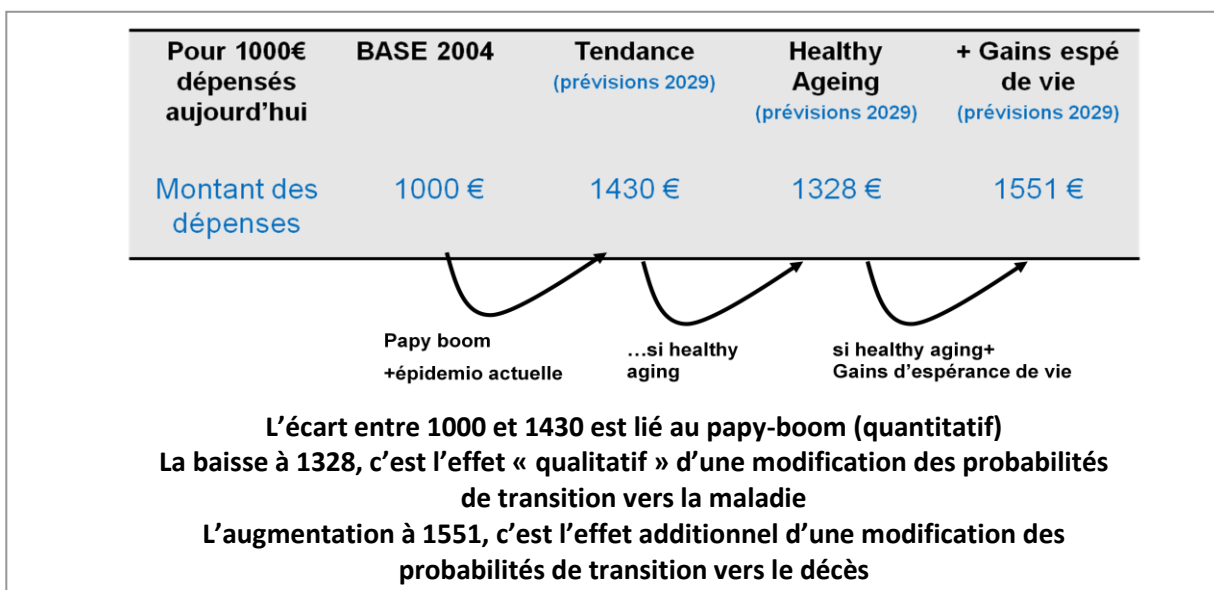 Pour 1000€ dépensés aujourd’hui
BASE 2004
Tendance
(prévisions 2029)
Healthy Ageing
(prévisions 2029)
+ Gains espé de vie
(prévisions 2029)
Montant des dépenses
1000 €
1430 €
1328 €
1551 €
Papy boom
+épidemio actuelle
…si healthy
aging
si healthy aging+
Gains d’espérance de vie
L’écart entre 1000 et 1430 est lié au papy-boom (quantitatif)
La baisse à 1328, c’est l’effet « qualitatif » d’une modification des probabilités
de transition vers la maladie
L’augmentation à 1551, c’est l’effet additionnel d’une modification des
probabilités de transition vers le décès